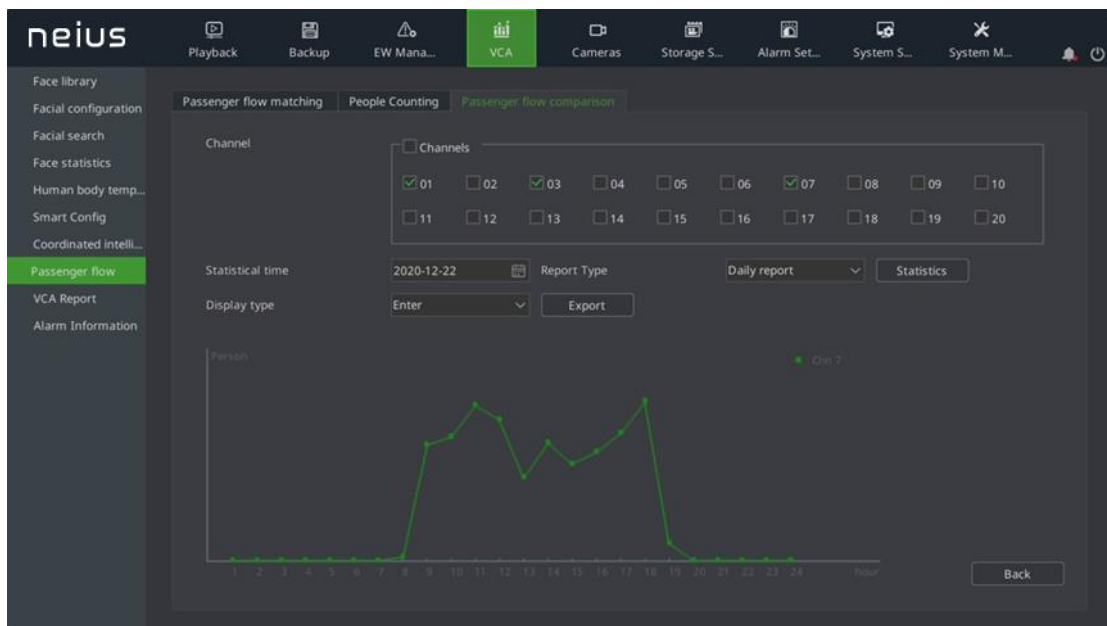 neius
Playback Backup EW Mana... VCA Cameras Storage S... Alarm Set... System S... System M...
Face library
Facial configuration
Facial search
Face statistics
Human body temp...
Smart Config
Coordinated intelli...
Passenger flow
VCA Report
Alarm Information
Passenger flow matching People Counting Passenger flow comparison
Channel
Channels
01 02 03 04 05 06 07 08 09 10
11 12 13 14 15 16 17 18 19 20
Statistical time 2020-12-22 Report Type Daily report Statistics
Display type Enter Export
Person
Chn 7
1 2 3 4 5 6 7 8 9 10 11 12 13 14 15 16 17 18 19 20 21 22 23 24 hour
Back